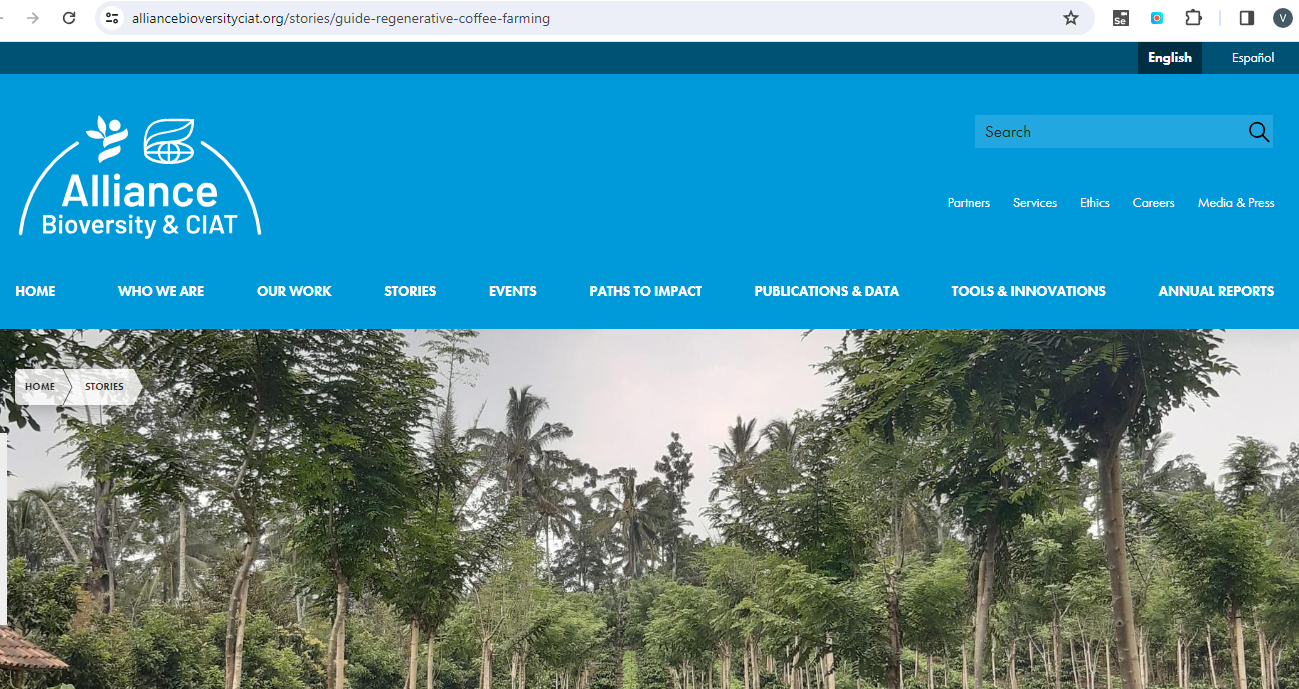 alliancebioversityciat.org/stories/guide-regenerative-coffee-farming
Se
V
English Español
Search
Alliance
Bioversity & CIAT
Partners Services Ethics Careers Media & Press
HOME WHO WE ARE OUR WORK STORIES EVENTS PATHS TO IMPACT PUBLICATIONS & DATA TOOLS & INNOVATIONS ANNUAL REPORTS
HOME STORIES